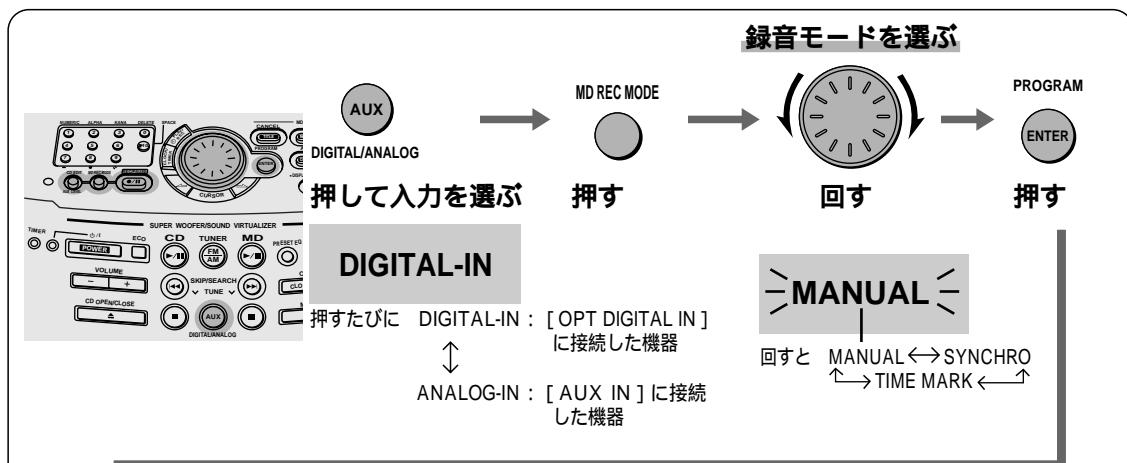 録音モードを選ぶ
AUX
DIGITAL/ANALOG
押して入力を選ぶ
MD REC MODE
押す
回す
PROGRAM
ENTER
押す
DIGITAL-IN
押すたびに DIGITAL-IN : [ OPT DIGITAL IN ]
に接続した機器
ANALOG-IN : [ AUX IN ] に接続
した機器
MANUAL
回すと MANUAL ↔ SYNCHRO
TIME MARK
NUMERIC ALPHA KANA DELETE SPACE
CANCEL
PROGRAM
ENTER
CURSOR
SUPER WOOFER/SOUND VIRTUALIZER
TIMER
POWER
ECO
CD TUNER MD
FM
AM
PRESET EQ
VOLUME
− +
SKIP/SEARCH
TUNE
CD OPEN/CLOSE
AUX
DIGITAL/ANALOG